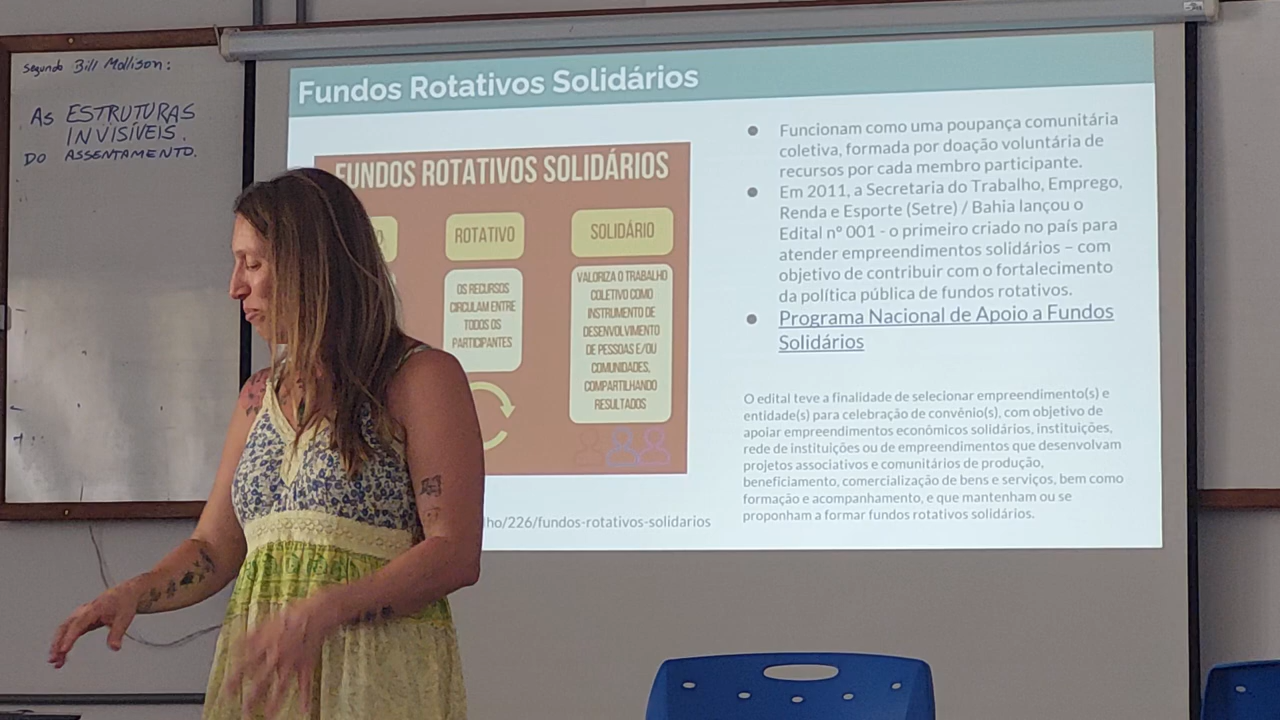 Segundo Bill Mollison:
AS ESTRUTURAS
INVISÍVEIS.
DO ASSENTAMENTO.
Fundos Rotativos Solidários
FUNDOS ROTATIVOS SOLIDÁRIOS
ROTATIVO
OS RECURSOS
CIRCULAM ENTRE
TODOS OS
PARTICIPANTES
SOLIDÁRIO
VALORIZA O TRABALHO
COLETIVO COMO
INSTRUMENTO DE
DESENVOLVIMENTO
DE PESSOAS E/OU
COMUNIDADES,
COMPARTILHANDO
RESULTADOS
lho/226/fundos-rotativos-solidarios
● Funcionam como uma poupança comunitária
coletiva, formada por doação voluntária de
recursos por cada membro participante.
● Em 2011, a Secretaria do Trabalho, Emprego,
Renda e Esporte (Setre) / Bahia lançou o
Edital nº 001 - o primeiro criado no país para
atender empreendimentos solidários – com
objetivo de contribuir com o fortalecimento
da política pública de fundos rotativos.
● Programa Nacional de Apoio a Fundos
Solidários
O edital teve a finalidade de selecionar empreendimento(s) e
entidade(s) para celebração de convênio(s), com objetivo de
apoiar empreendimentos econômicos solidários, instituições,
rede de instituições ou de empreendimentos que desenvolvam
projetos associativos e comunitários de produção,
beneficiamento, comercialização de bens e serviços, bem como
formação e acompanhamento, e que mantenham ou se
proponham a formar fundos rotativos solidários.